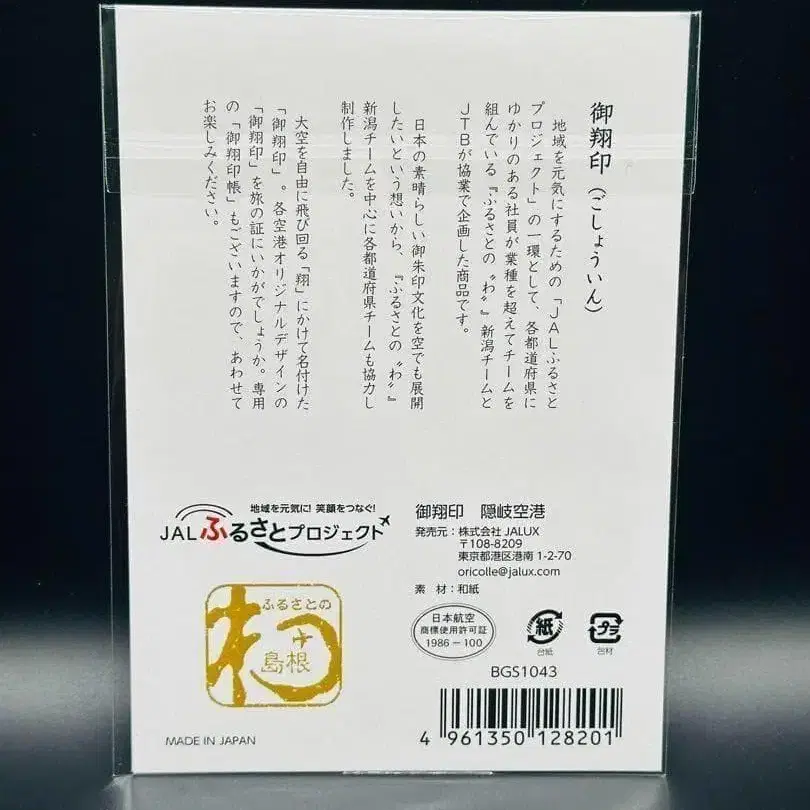 御翔印（ごしょういん）
地域を元気にするための「JALふるさと
プロジェクト」の一環として、各都道府県に
ゆかりのある社員が業種を超えてチームを
組んでいる『ふるさとの〝わ〟』新潟チームと
JTBが協業で企画した商品です。
日本の素晴らしい御朱印文化を空でも展開
したいという想いから、『ふるさとの〝わ〟』
新潟チームを中心に各都道府県チームも協力し
制作しました。
大空を自由に飛び回る「翔」にかけて名付けた
「御翔印」。各空港オリジナルデザインの
「御翔印」を旅の証にいかがでしょうか。専用
の「御翔印帳」もございますので、あわせて
お楽しみください。
地域を元気に! 笑顔をつなぐ!
JALふるさとプロジェクト
ふるさとの
わ
島根
MADE IN JAPAN
御翔印 隠岐空港
発売元：株式会社 JALUX
〒108-8209
東京都港区港南 1-2-70
oricolle@jalux.com
素 材：和紙
日本航空
商標使用許可証
1986－100
紙
台紙
プラ
包材
BGS1043
4 961350 128201